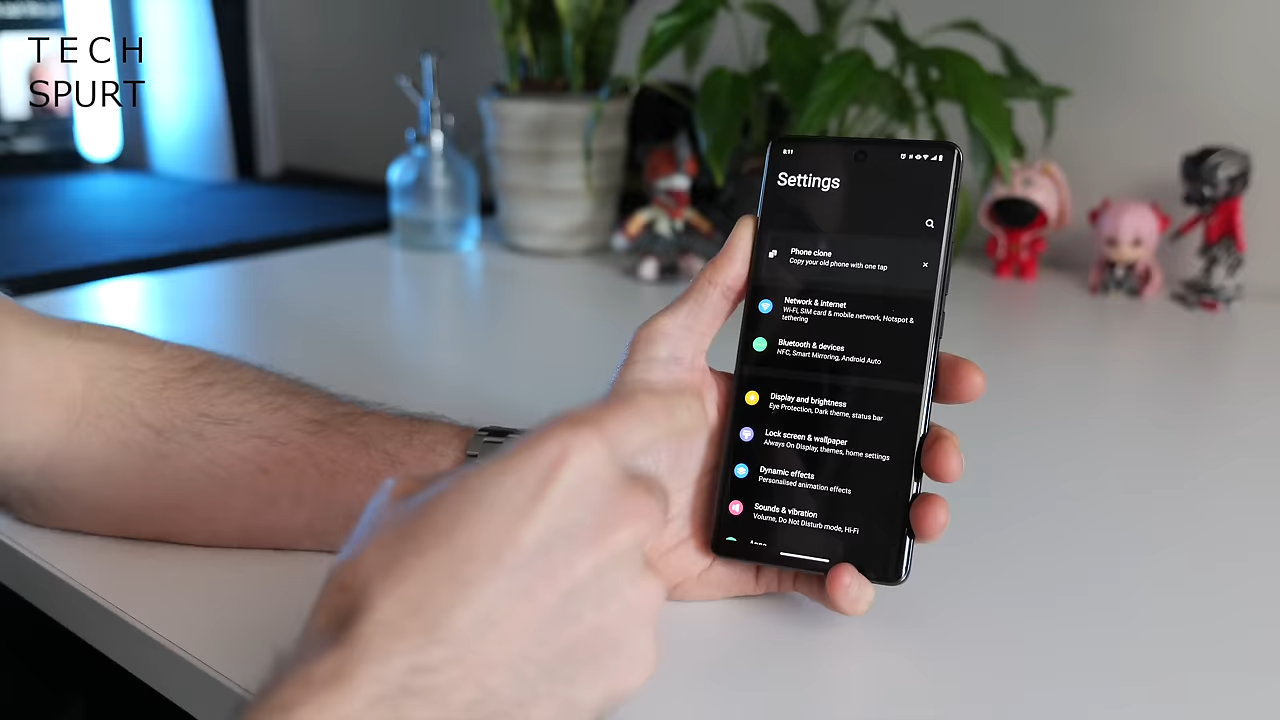 TECH
SPURT
8:11
Settings
Phone clone
Copy your old phone with one tap
Network & internet
Wi-Fi, SIM card & mobile network, Hotspot &
tethering
Bluetooth & devices
NFC, Smart Mirroring, Android Auto
Display and brightness
Eye Protection, Dark theme, status bar
Lock screen & wallpaper
Always On Display, themes, home settings
Dynamic effects
Personalised animation effects
Sounds & vibration
Volume, Do Not Disturb mode, Hi-Fi